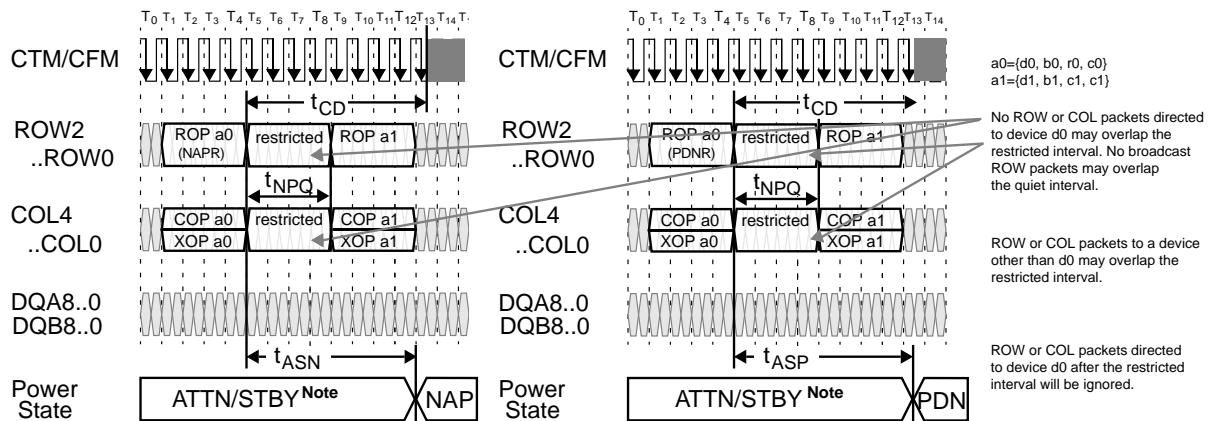 T0 T1 T2 T3 T4 T5 T6 T7 T8 T9 T10 T11 T12 T13 T14 T
CTM/CFM
tCD
ROW2
..ROW0
ROP a0
(NAPR)
restricted
ROP a1
tNPQ
COL4
..COL0
COP a0
XOP a0
restricted
COP a1
XOP a1
DQA8..0
DQB8..0
tASN
Power
State
ATTN/STBY Note
NAP
T0 T1 T2 T3 T4 T5 T6 T7 T8 T9 T10 T11 T12 T13 T14
CTM/CFM
tCD
ROW2
..ROW0
ROP a0
(PDNR)
restricted
ROP a1
tNPQ
COL4
..COL0
COP a0
XOP a0
restricted
COP a1
XOP a1
DQA8..0
DQB8..0
tASP
Power
State
ATTN/STBY Note
PDN
a0={d0, b0, r0, c0}
a1={d1, b1, c1, c1}
No ROW or COL packets directed
to device d0 may overlap the
restricted interval. No broadcast
ROW packets may overlap
the quiet interval.
ROW or COL packets to a device
other than d0 may overlap the
restricted interval.
ROW or COL packets directed
to device d0 after the restricted
interval will be ignored.